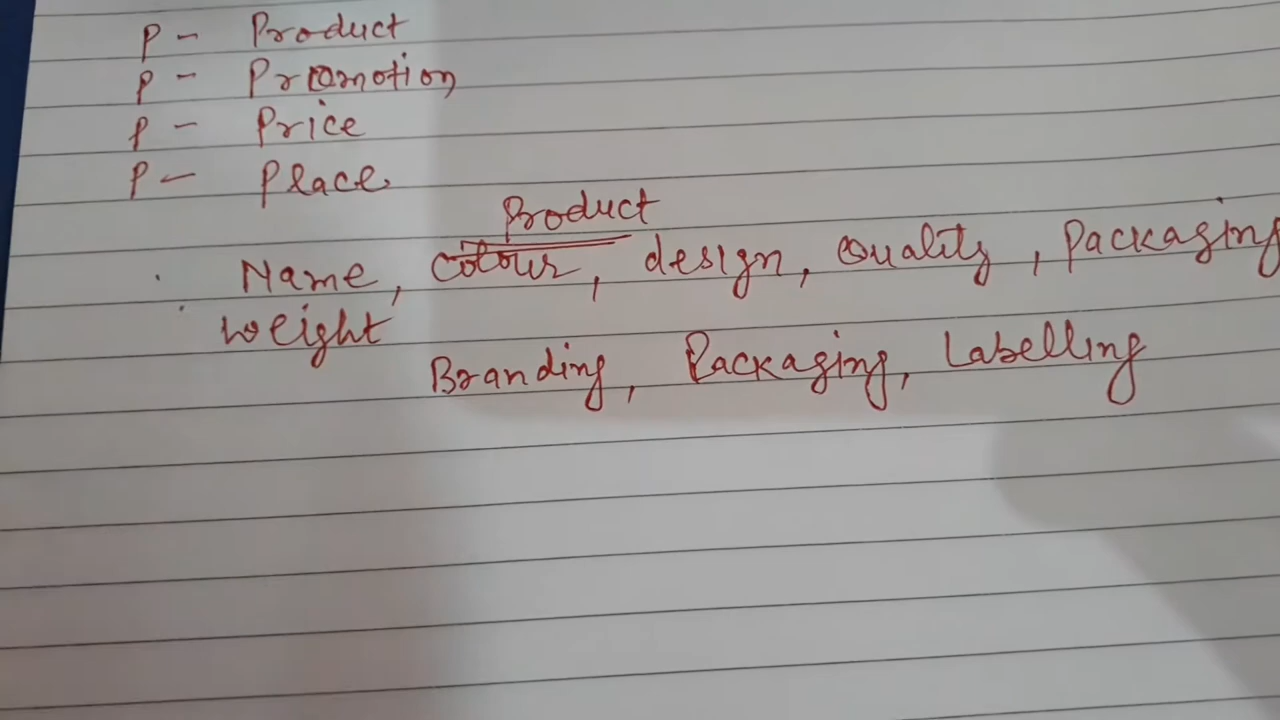 P - Product
P - Promotion
P - Price
P - Place
Product
Name, colour, design, Quality, Packaging
weight
Branding, Packaging, Labelling